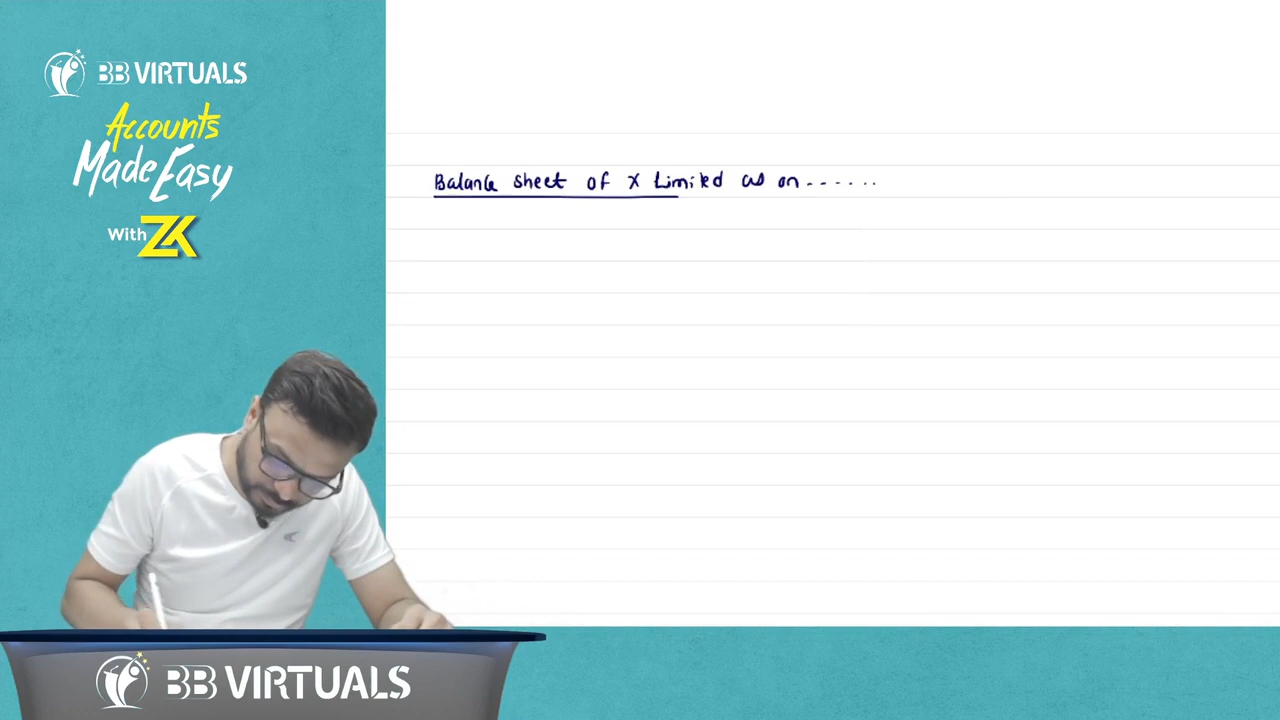 BB VIRTUALS
Accounts
Made Easy
With ZK
Balance sheet of X Limited as on.......
BB VIRTUALS